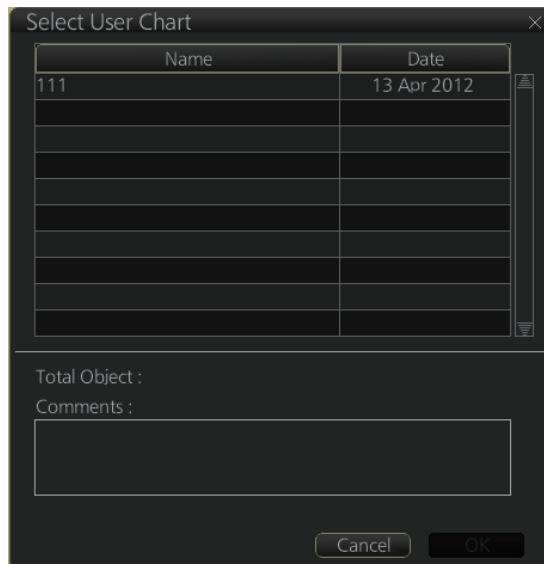 Select User Chart
Name Date
111 13 Apr 2012
Total Object :
Comments :
Cancel OK